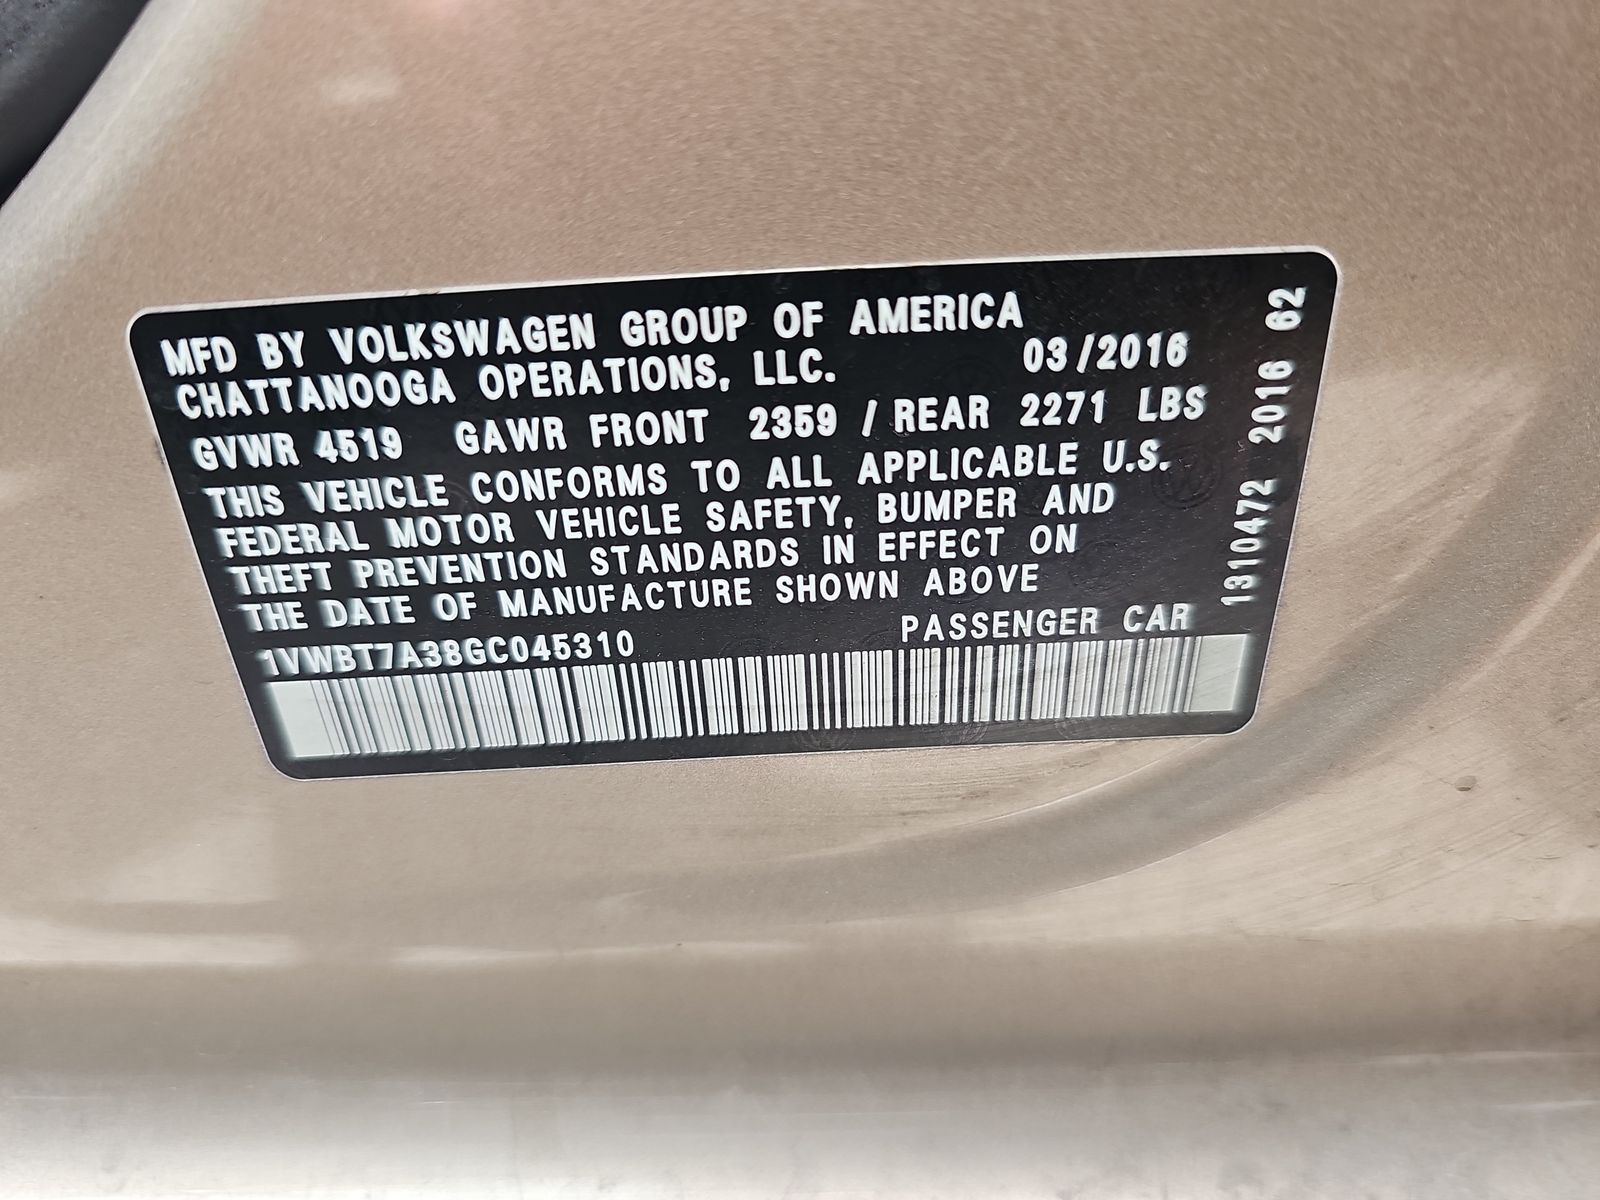 MFD BY VOLKSWAGEN GROUP OF AMERICA
CHATTANOOGA OPERATIONS, LLC. 03/2016
GVWR 4519 GAWR FRONT 2359 / REAR 2271 LBS
THIS VEHICLE CONFORMS TO ALL APPLICABLE U.S.
FEDERAL MOTOR VEHICLE SAFETY, BUMPER AND
THEFT PREVENTION STANDARDS IN EFFECT ON
THE DATE OF MANUFACTURE SHOWN ABOVE
1VWBT7A38GC045310 PASSENGER CAR
1310472 2016 62